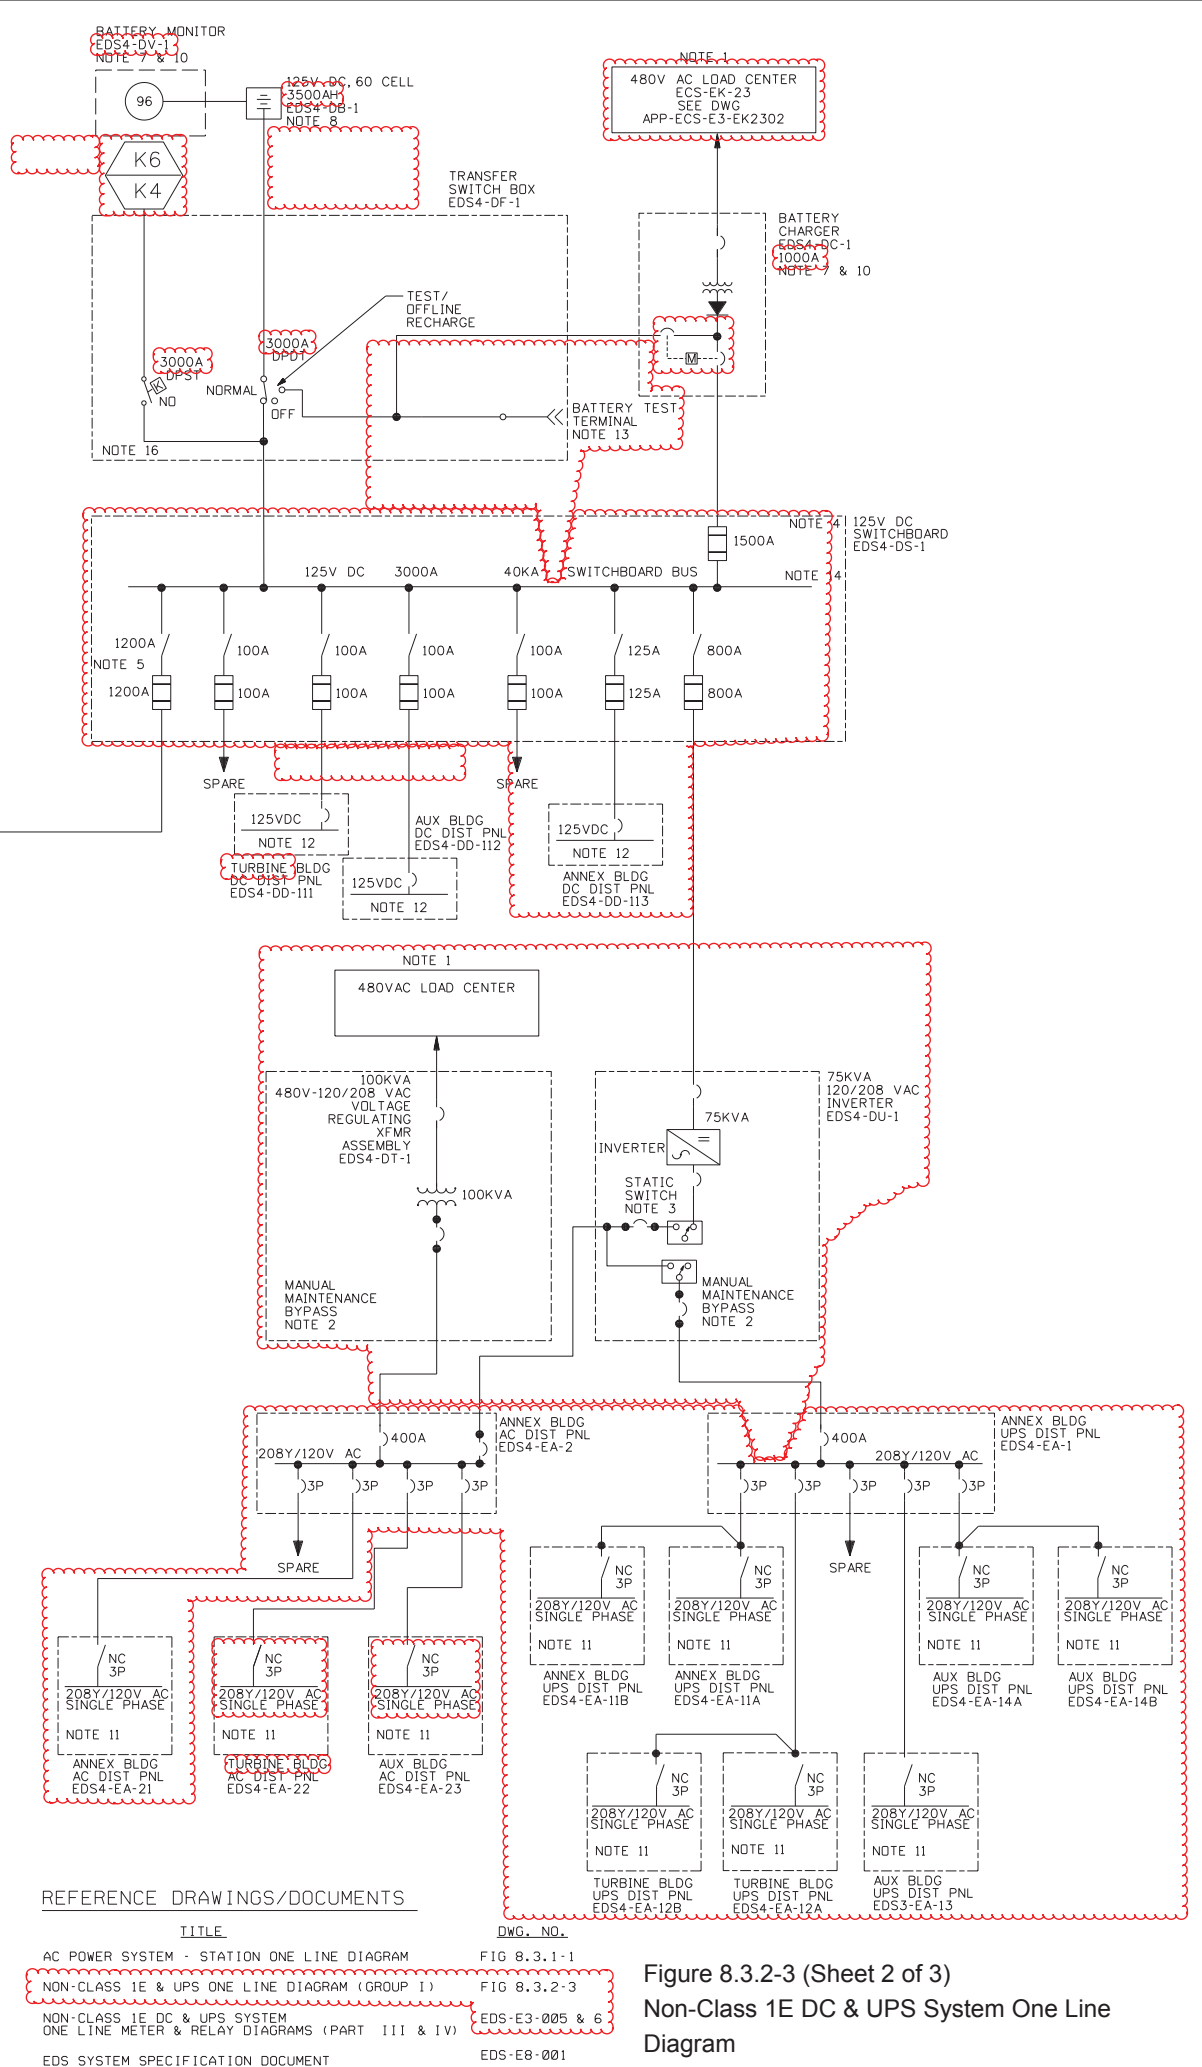 BATTERY MONITOR
EDS4-DV-1
NOTE 7 & 10
96
125V DC, 60 CELL
3500AH
EDS4-DB-1
NOTE 8
NOTE 1
480V AC LOAD CENTER
ECS-EK-23
SEE DWG
APP-ECS-E3-EK2302
K6
K4
TRANSFER
SWITCH BOX
EDS4-DF-1
BATTERY
CHARGER
EDS4-DC-1
1000A
NOTE 7 & 10
TEST/
OFFLINE
RECHARGE
3000A
DPDT
3000A
DPST
K
NO
NORMAL
OFF
M
BATTERY TEST
TERMINAL
NOTE 13
NOTE 16
NOTE 4
125V DC
SWITCHBOARD
EDS4-DS-1
1500A
125V DC
3000A
40KA
SWITCHBOARD BUS
NOTE 14
1200A
100A
100A
100A
100A
125A
800A
NOTE 5
1200A
100A
100A
100A
100A
125A
800A
SPARE
SPARE
125VDC
NOTE 12
TURBINE BLDG
DC DIST PNL
EDS4-DD-111
AUX BLDG
DC DIST PNL
EDS4-DD-112
125VDC
NOTE 12
125VDC
NOTE 12
ANNEX BLDG
DC DIST PNL
EDS4-DD-113
NOTE 1
480VAC LOAD CENTER
100KVA
480V-120/208 VAC
VOLTAGE
REGULATING
XFMR
ASSEMBLY
EDS4-DT-1
100KVA
MANUAL
MAINTENANCE
BYPASS
NOTE 2
75KVA
120/208 VAC
INVERTER
EDS4-DU-1
75KVA
INVERTER
STATIC
SWITCH
NOTE 3
MANUAL
MAINTENANCE
BYPASS
NOTE 2
ANNEX BLDG
AC DIST PNL
EDS4-EA-2
400A
208Y/120V AC
3P
3P
3P
3P
SPARE
ANNEX BLDG
UPS DIST PNL
EDS4-EA-1
400A
208Y/120V AC
3P
3P
3P
3P
3P
SPARE
NC
3P
208Y/120V AC
SINGLE PHASE
NOTE 11
ANNEX BLDG
UPS DIST PNL
EDS4-EA-11B
NC
3P
208Y/120V AC
SINGLE PHASE
NOTE 11
ANNEX BLDG
UPS DIST PNL
EDS4-EA-11A
NC
3P
208Y/120V AC
SINGLE PHASE
NOTE 11
AUX BLDG
UPS DIST PNL
EDS4-EA-14A
NC
3P
208Y/120V AC
SINGLE PHASE
NOTE 11
AUX BLDG
UPS DIST PNL
EDS4-EA-14B
NC
3P
208Y/120V AC
SINGLE PHASE
NOTE 11
ANNEX BLDG
AC DIST PNL
EDS4-EA-21
NC
3P
208Y/120V AC
SINGLE PHASE
NOTE 11
TURBINE BLDG
AC DIST PNL
EDS4-EA-22
NC
3P
208Y/120V AC
SINGLE PHASE
NOTE 11
AUX BLDG
AC DIST PNL
EDS4-EA-23
NC
3P
208Y/120V AC
SINGLE PHASE
NOTE 11
TURBINE BLDG
UPS DIST PNL
EDS4-EA-12B
NC
3P
208Y/120V AC
SINGLE PHASE
NOTE 11
TURBINE BLDG
UPS DIST PNL
EDS4-EA-12A
NC
3P
208Y/120V AC
SINGLE PHASE
NOTE 11
AUX BLDG
UPS DIST PNL
EDS3-EA-13
REFERENCE DRAWINGS/DOCUMENTS
TITLE DWG. NO.
AC POWER SYSTEM - STATION ONE LINE DIAGRAM FIG 8.3.1-1
NON-CLASS 1E & UPS ONE LINE DIAGRAM (GROUP I) FIG 8.3.2-3
NON-CLASS 1E DC & UPS SYSTEM EDS-E3-005 & 6
ONE LINE METER & RELAY DIAGRAMS (PART III & IV)
EDS SYSTEM SPECIFICATION DOCUMENT EDS-E8-001
Figure 8.3.2-3 (Sheet 2 of 3)
Non-Class 1E DC & UPS System One Line
Diagram